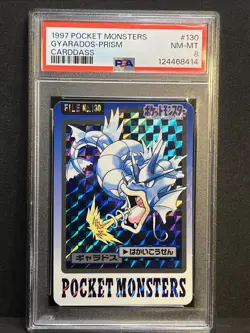 1997 POCKET MONSTERS #130
GYARADOS-PRISM NM-MT
CARDDASS 8
PSA 124468414
FILE No.130 ポケットモンスター
ギャラドス ▶はかいこうせん
POCKET MONSTERS